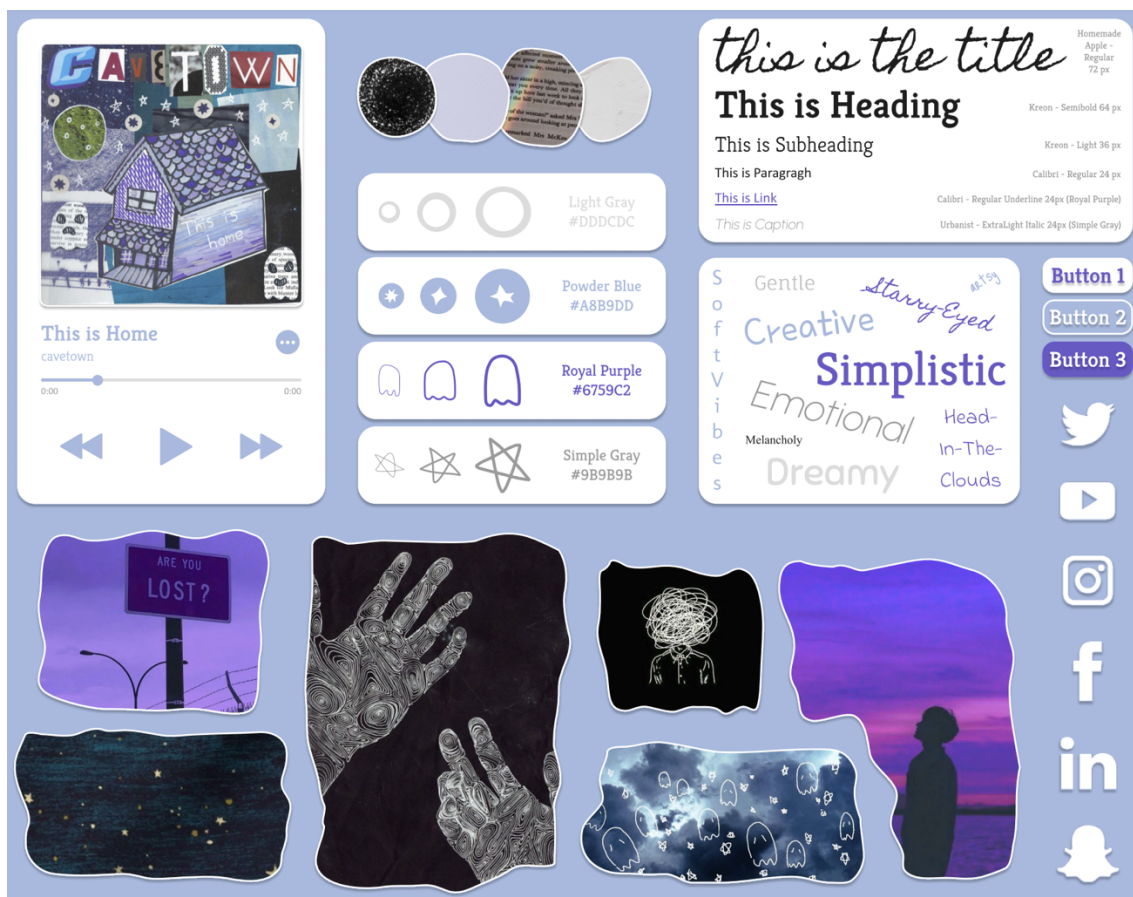 CAVETOWN
This is
home
This is Home
cavetown
0:00
0:00
Light Gray
#DDDCDC
Powder Blue
#A8B9DD
Royal Purple
#6759C2
Simple Gray
#9B9B9B
this is the title
Homemade
Apple -
Regular
72 px
This is Heading
Kreon - Semibold 64 px
This is Subheading
Kreon - Light 36 px
This is Paragragh
Calibri - Regular 24 px
This is Link
Calibri - Regular Underline 24px (Royal Purple)
This is Caption
Urbanist - ExtraLight Italic 24px (Simple Gray)
Soft Vibes
Gentle
Starry-Eyed
artsy
Creative
Simplistic
Emotional
Melancholy
Dreamy
Head-
In-The-
Clouds
Button 1
Button 2
Button 3
ARE YOU
LOST?
in